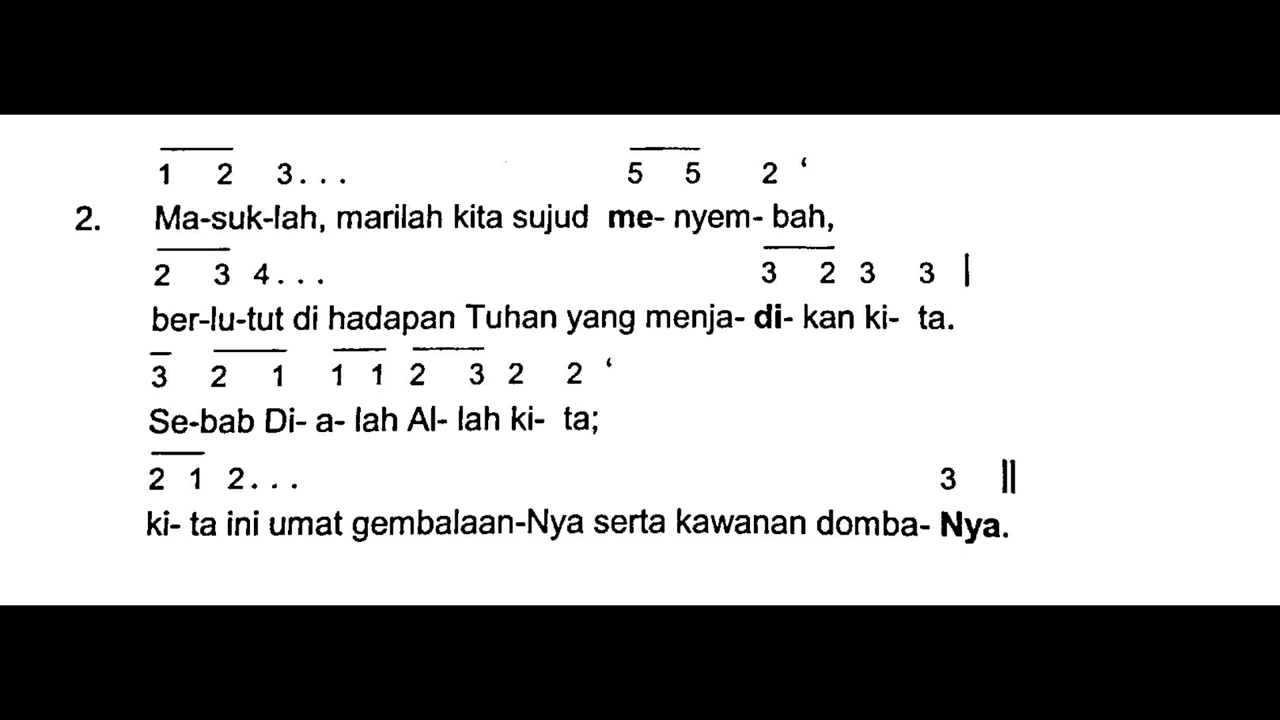 1 2 3... 5 5 2 ‘
2. Ma-suk-lah, marilah kita sujud me- nyem- bah,
2 3 4... 3 2 3 3 |
ber-lu-tut di hadapan Tuhan yang menja- di- kan ki- ta.
3 2 1 1 1 2 3 2 2 ‘
Se-bab Di- a- lah Al- lah ki- ta;
2 1 2... 3 ||
ki- ta ini umat gembalaan-Nya serta kawanan domba- Nya.